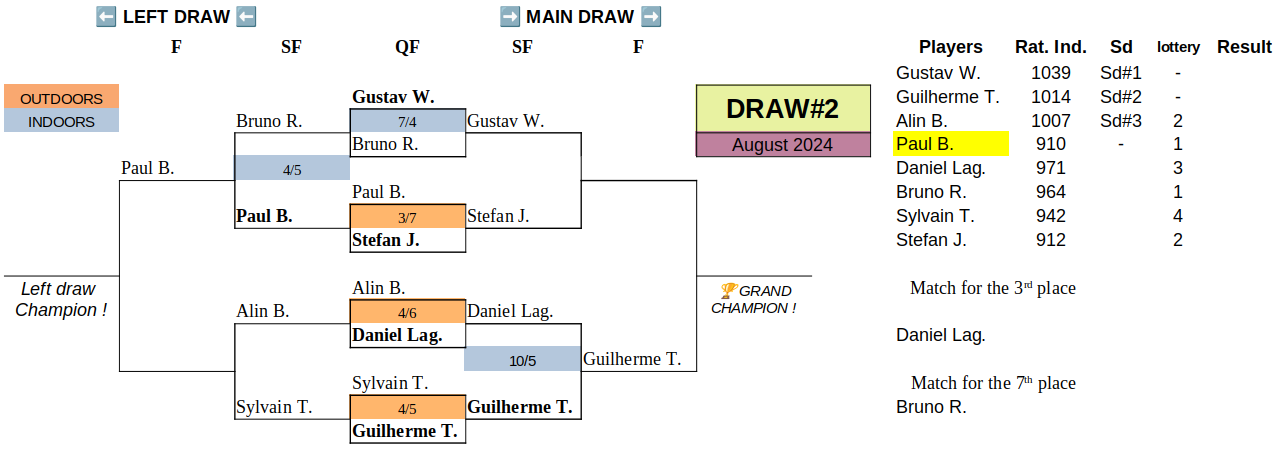 ⬅ LEFT DRAW ⬅ ➡ MAIN DRAW ➡
F SF QF SF F Players Rat. Ind. Sd lottery Result
Gustav W. 1039 Sd#1 -
OUTDOORS Gustav W. DRAW#2 Guilherme T. 1014 Sd#2 -
INDOORS Bruno R. 7/4 Gustav W. Alin B. 1007 Sd#3 2
Bruno R. August 2024 Paul B. 910 - 1
Paul B. 4/5 Daniel Lag. 971 3
Paul B. Bruno R. 964 1
Paul B. 3/7 Stefan J. Sylvain T. 942 4
Stefan J. Stefan J. 912 2
Left draw Alin B. 🏆GRAND Match for the 3rd place
Champion ! Alin B. 4/6 Daniel Lag. CHAMPION !
Daniel Lag. Daniel Lag.
10/5 Guilherme T.
Sylvain T. Match for the 7th place
Sylvain T. 4/5 Guilherme T. Bruno R.
Guilherme T.